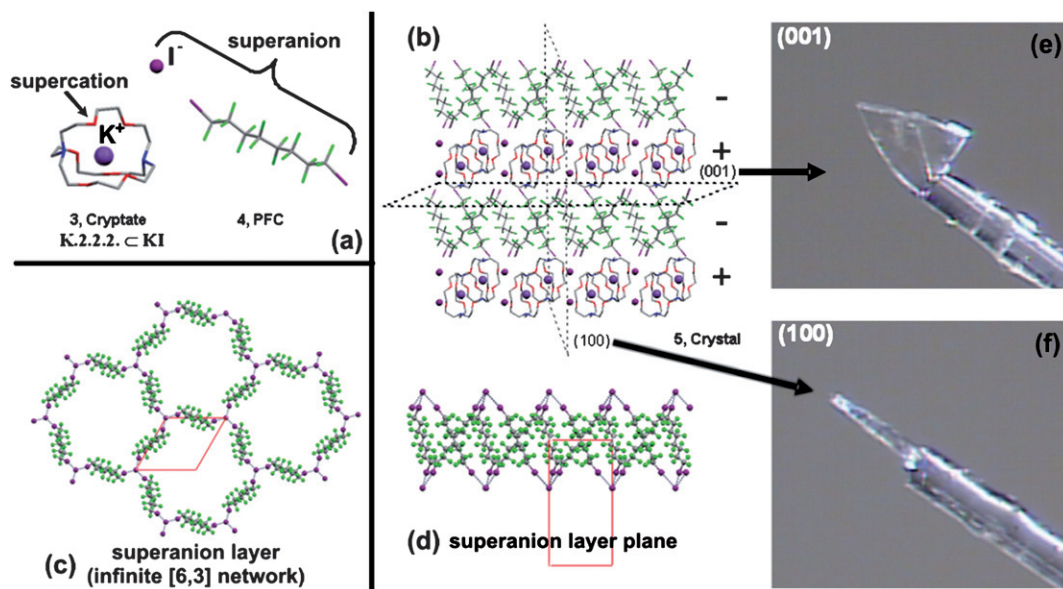 superanion
I-
supercation
K+
3, Cryptate
K.2.2.2. ⊂ KI
4, PFC
(a)
(b)
-
+
(001)
-
+
(100)
5, Crystal
(c)
superanion layer
(infinite [6,3] network)
(d) superanion layer plane
(001)
(e)
(100)
(f)